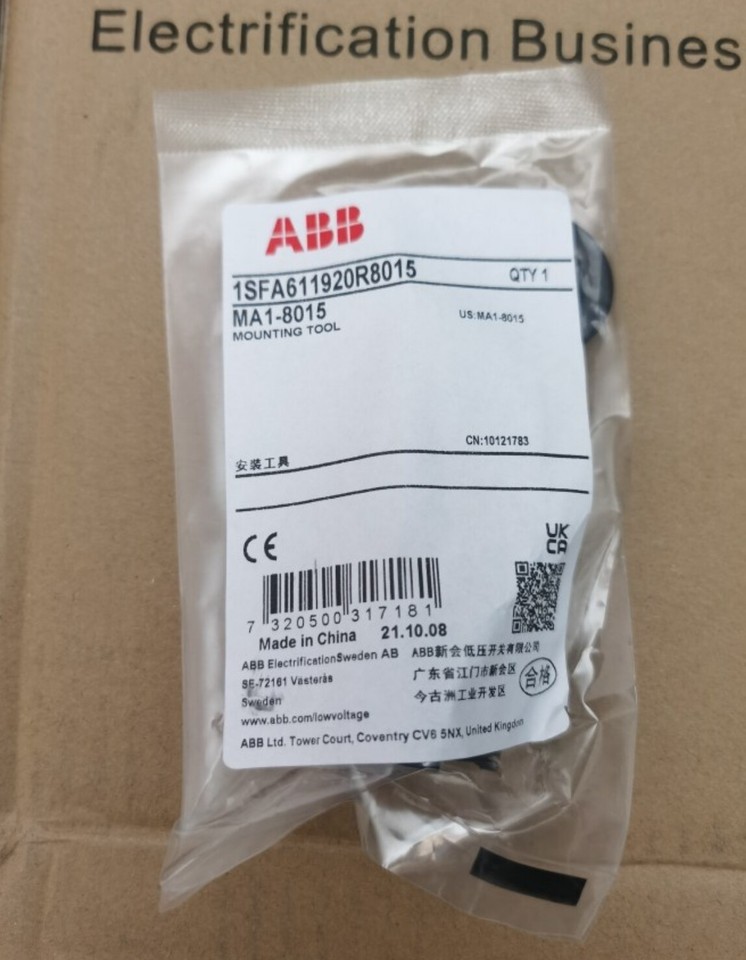 Electrification Busines
ABB
1SFA611920R8015 QTY 1
MA1-8015 US:MA1-8015
MOUNTING TOOL
CN:10121783
安装工具
CE
UK
CA
7 320500 317181
Made in China 21.10.08
ABB ElectrificationSweden AB
SE-72161 Västerås
Sweden
www.abb.com/lowvoltage
ABB新会低压开关有限公司
广东省江门市新会区
今古洲工业开发区
合格
ABB Ltd. Tower Court, Coventry CV6 5NX, United Kingdon